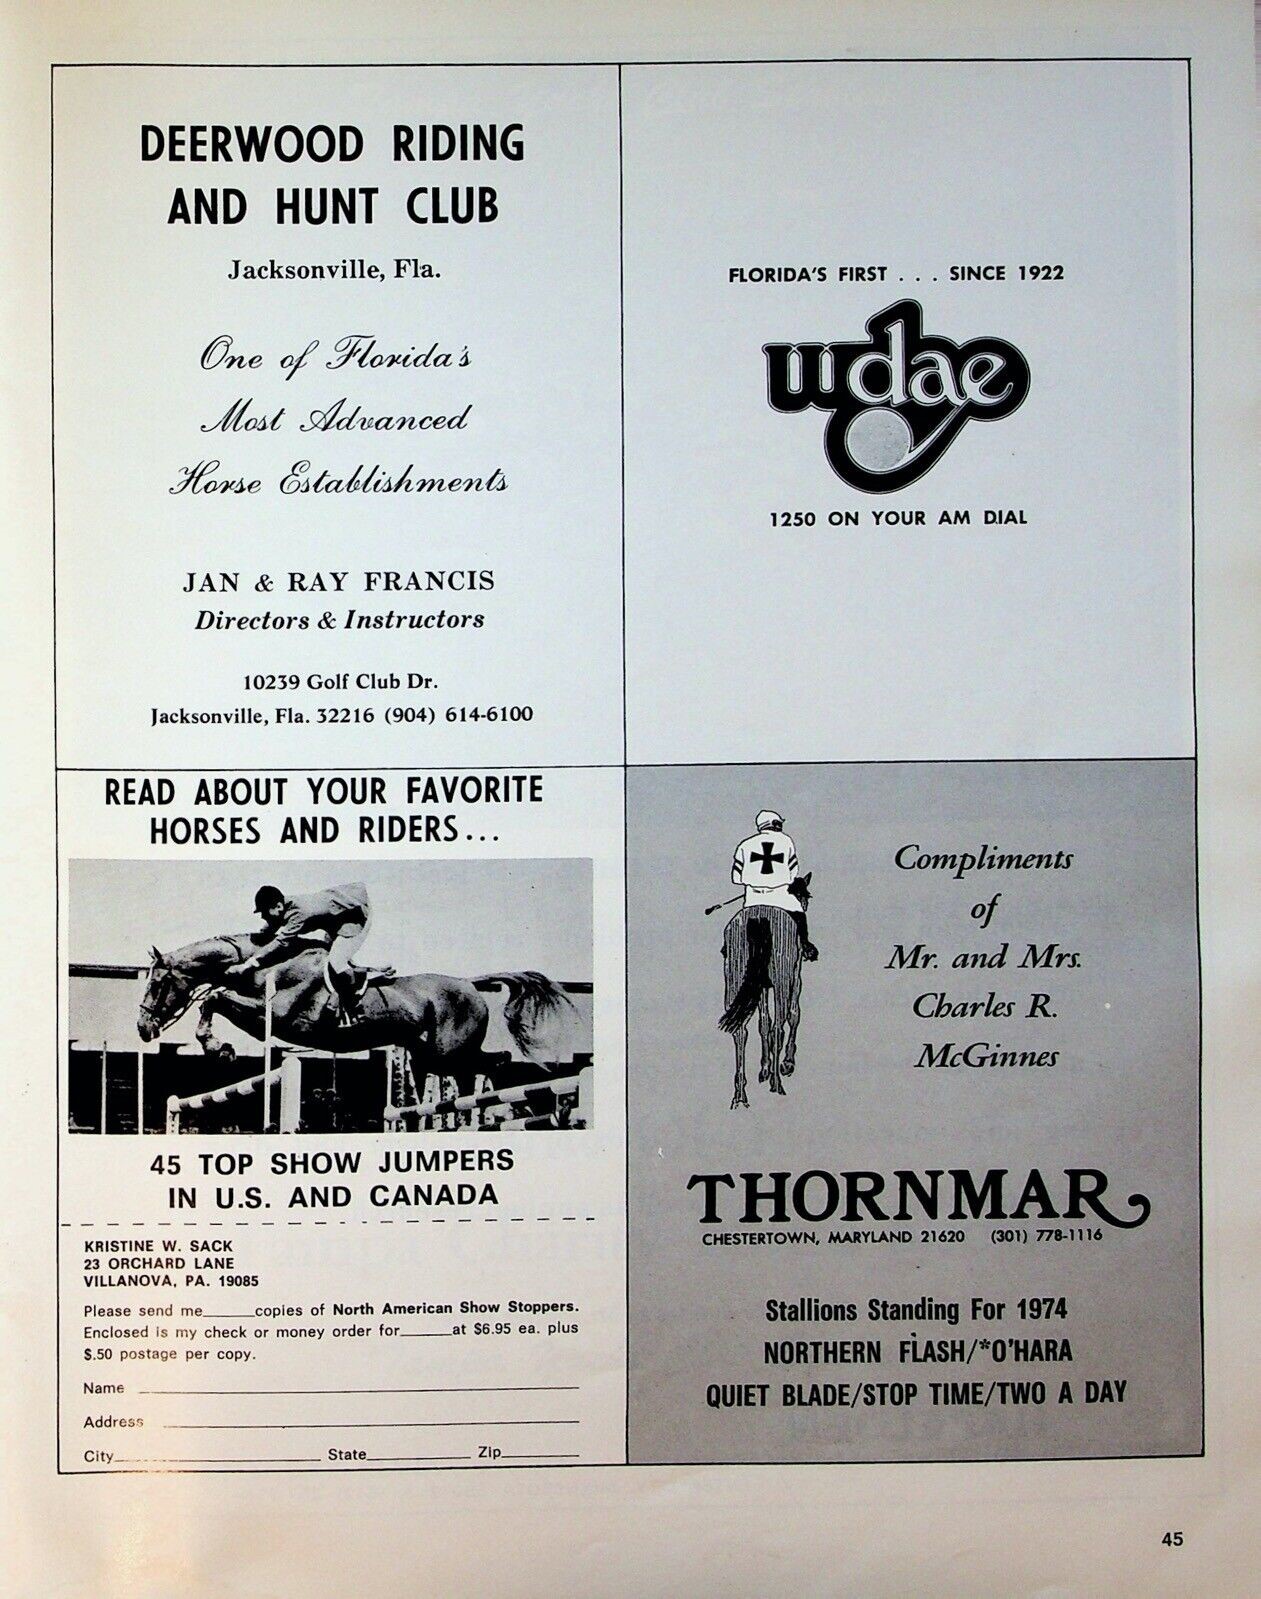 DEERWOOD RIDING
AND HUNT CLUB
Jacksonville, Fla.
One of Florida's
Most Advanced
Horse Establishments
JAN & RAY FRANCIS
Directors & Instructors
10239 Golf Club Dr.
Jacksonville, Fla. 32216 (904) 614-6100
FLORIDA'S FIRST . . . SINCE 1922
wdae
1250 ON YOUR AM DIAL
READ ABOUT YOUR FAVORITE
HORSES AND RIDERS...
45 TOP SHOW JUMPERS
IN U.S. AND CANADA
KRISTINE W. SACK
23 ORCHARD LANE
VILLANOVA, PA. 19085
Please send me______copies of North American Show Stoppers.
Enclosed is my check or money order for______at $6.95 ea. plus
$.50 postage per copy.
Name
Address
City State Zip
Compliments
of
Mr. and Mrs.
Charles R.
McGinnes
THORNMAR
CHESTERTOWN, MARYLAND 21620 (301) 778-1116
Stallions Standing For 1974
NORTHERN FLASH/*O'HARA
QUIET BLADE/STOP TIME/TWO A DAY
45